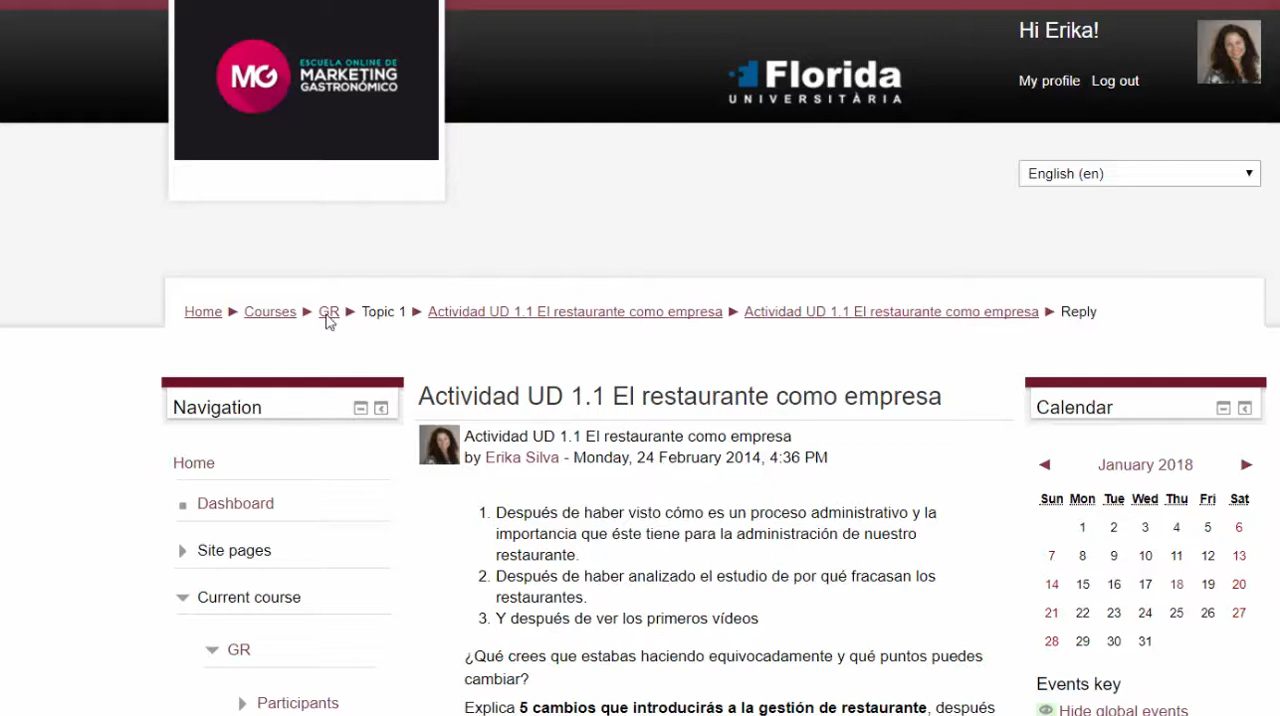 MG
ESCUELA ONLINE DE
MARKETING
GASTRONÓMICO
Florida
UNIVERSITÀRIA
Hi Erika!
My profile Log out
English (en)
Home ► Courses ► GR ► Topic 1 ► Actividad UD 1.1 El restaurante como empresa ► Actividad UD 1.1 El restaurante como empresa ► Reply
Navigation
Home
Dashboard
Site pages
Current course
GR
Participants
Actividad UD 1.1 El restaurante como empresa
Actividad UD 1.1 El restaurante como empresa
by Erika Silva - Monday, 24 February 2014, 4:36 PM
1. Después de haber visto cómo es un proceso administrativo y la
importancia que éste tiene para la administración de nuestro
restaurante.
2. Después de haber analizado el estudio de por qué fracasan los
restaurantes.
3. Y después de ver los primeros vídeos
¿Qué crees que estabas haciendo equivocadamente y qué puntos puedes
cambiar?
Explica 5 cambios que introducirás a la gestión de restaurante, después
Calendar
◄ January 2018 ►
Sun Mon Tue Wed Thu Fri Sat
1 2 3 4 5 6
7 8 9 10 11 12 13
14 15 16 17 18 19 20
21 22 23 24 25 26 27
28 29 30 31
Events key
Hide global events